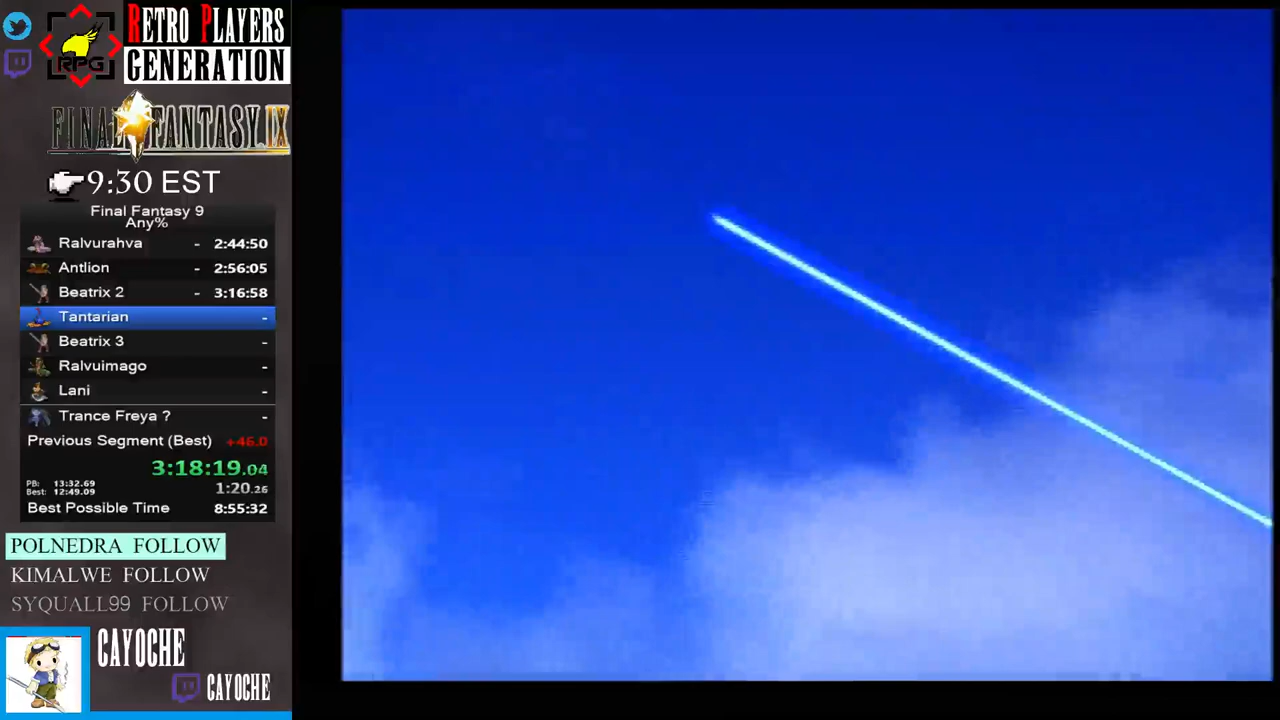 RETRO PLAYERS
GENERATION
RPG
FINAL FANTASY IX
9:30 EST
Final Fantasy 9
Any%
Ralvurahva - 2:44:50
Antlion - 2:56:05
Beatrix 2 - 3:16:58
Tantarian -
Beatrix 3 -
Ralvuimago -
Lani -
Trance Freya ? -
Previous Segment (Best) +46.0
3:18:19.04
PB: 13:32.69
Best: 12:49.09
1:20.26
Best Possible Time 8:55:32
POLNEDRA FOLLOW
KIMALWE FOLLOW
SYQUALL99 FOLLOW
CAYOCHE
CAYOCHE